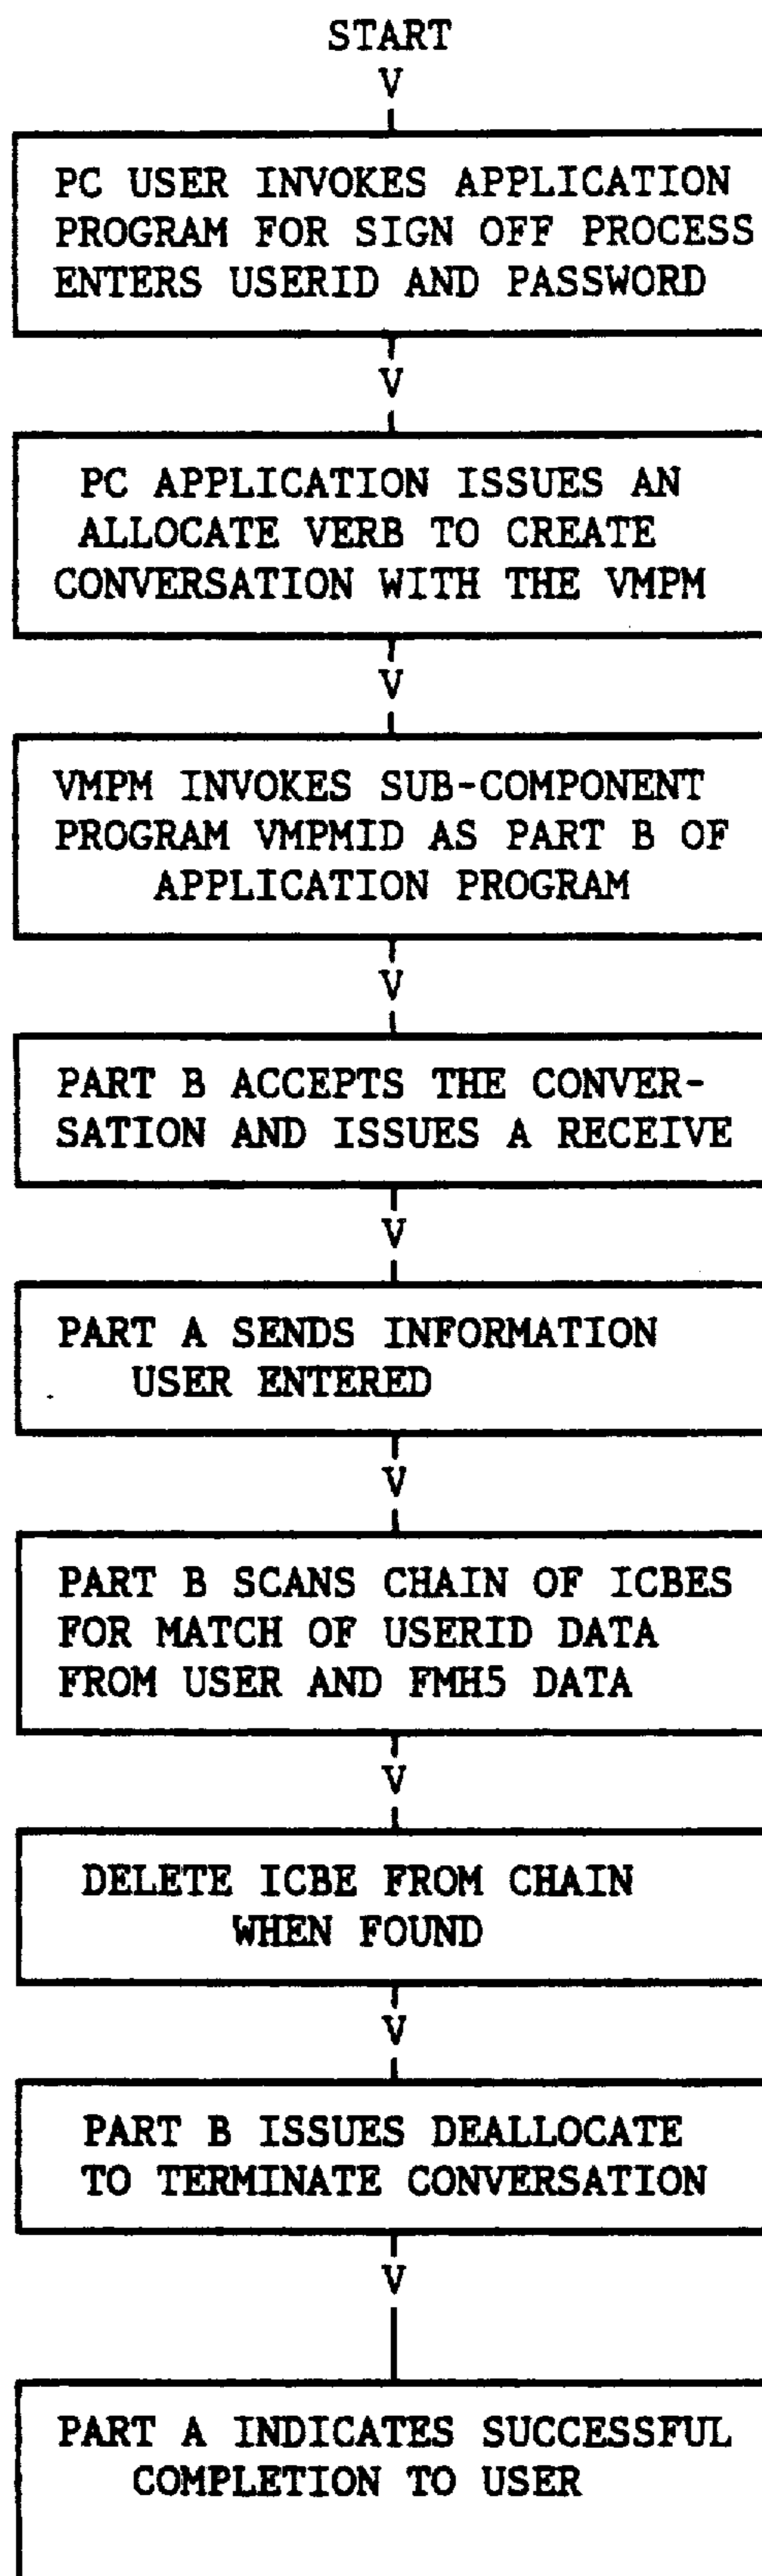 START
V
PC USER INVOKES APPLICATION
PROGRAM FOR SIGN OFF PROCESS
ENTERS USERID AND PASSWORD
V
PC APPLICATION ISSUES AN
ALLOCATE VERB TO CREATE
CONVERSATION WITH THE VMPM
V
VMPM INVOKES SUB-COMPONENT
PROGRAM VMPMID AS PART B OF
APPLICATION PROGRAM
V
PART B ACCEPTS THE CONVER-
SATION AND ISSUES A RECEIVE
V
PART A SENDS INFORMATION
USER ENTERED
V
PART B SCANS CHAIN OF ICBES
FOR MATCH OF USERID DATA
FROM USER AND FMH5 DATA
V
DELETE ICBE FROM CHAIN
WHEN FOUND
V
PART B ISSUES DEALLOCATE
TO TERMINATE CONVERSATION
V
PART A INDICATES SUCCESSFUL
COMPLETION TO USER